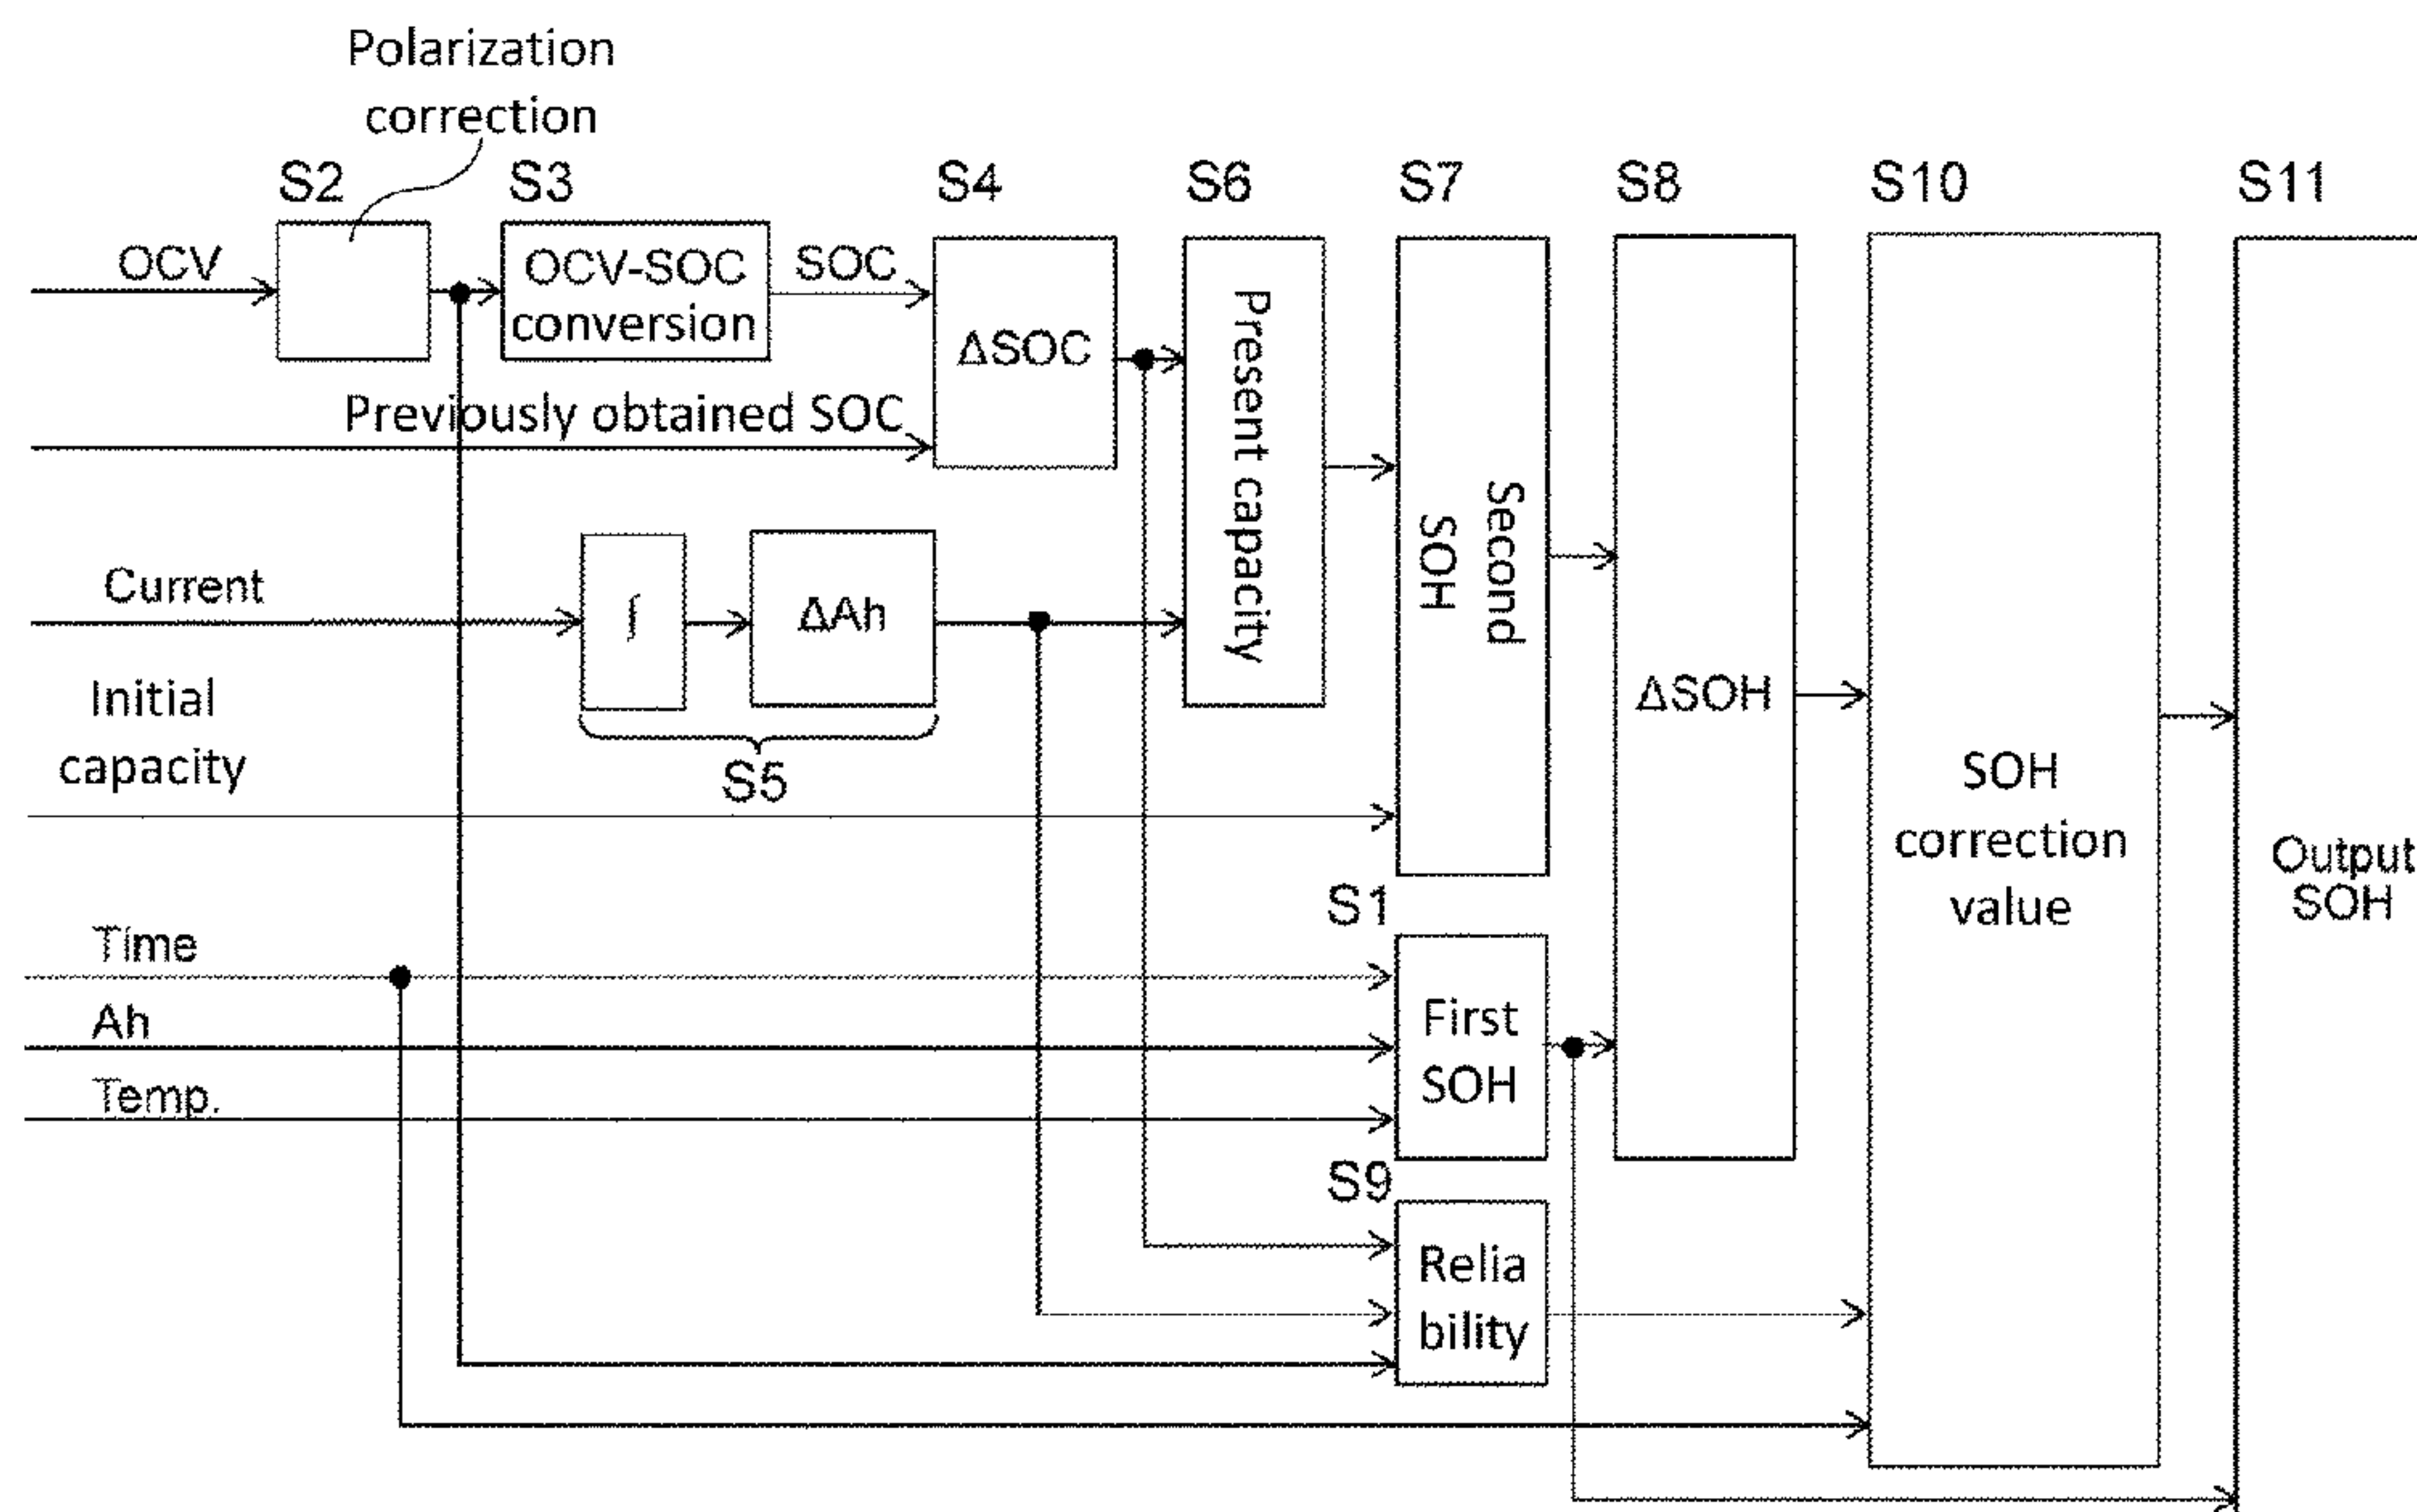 Polarization
correction
S2
S3
S4
S6
S7
S8
S10
S11
OCV
OCV-SOC
conversion
SOC
ΔSOC
Previously obtained SOC
Present capacity
Second
SOH
Current
∫
ΔAh
S5
Initial
capacity
ΔSOH
SOH
correction
value
Output
SOH
S1
Time
Ah
Temp.
First
SOH
S9
Relia
bility